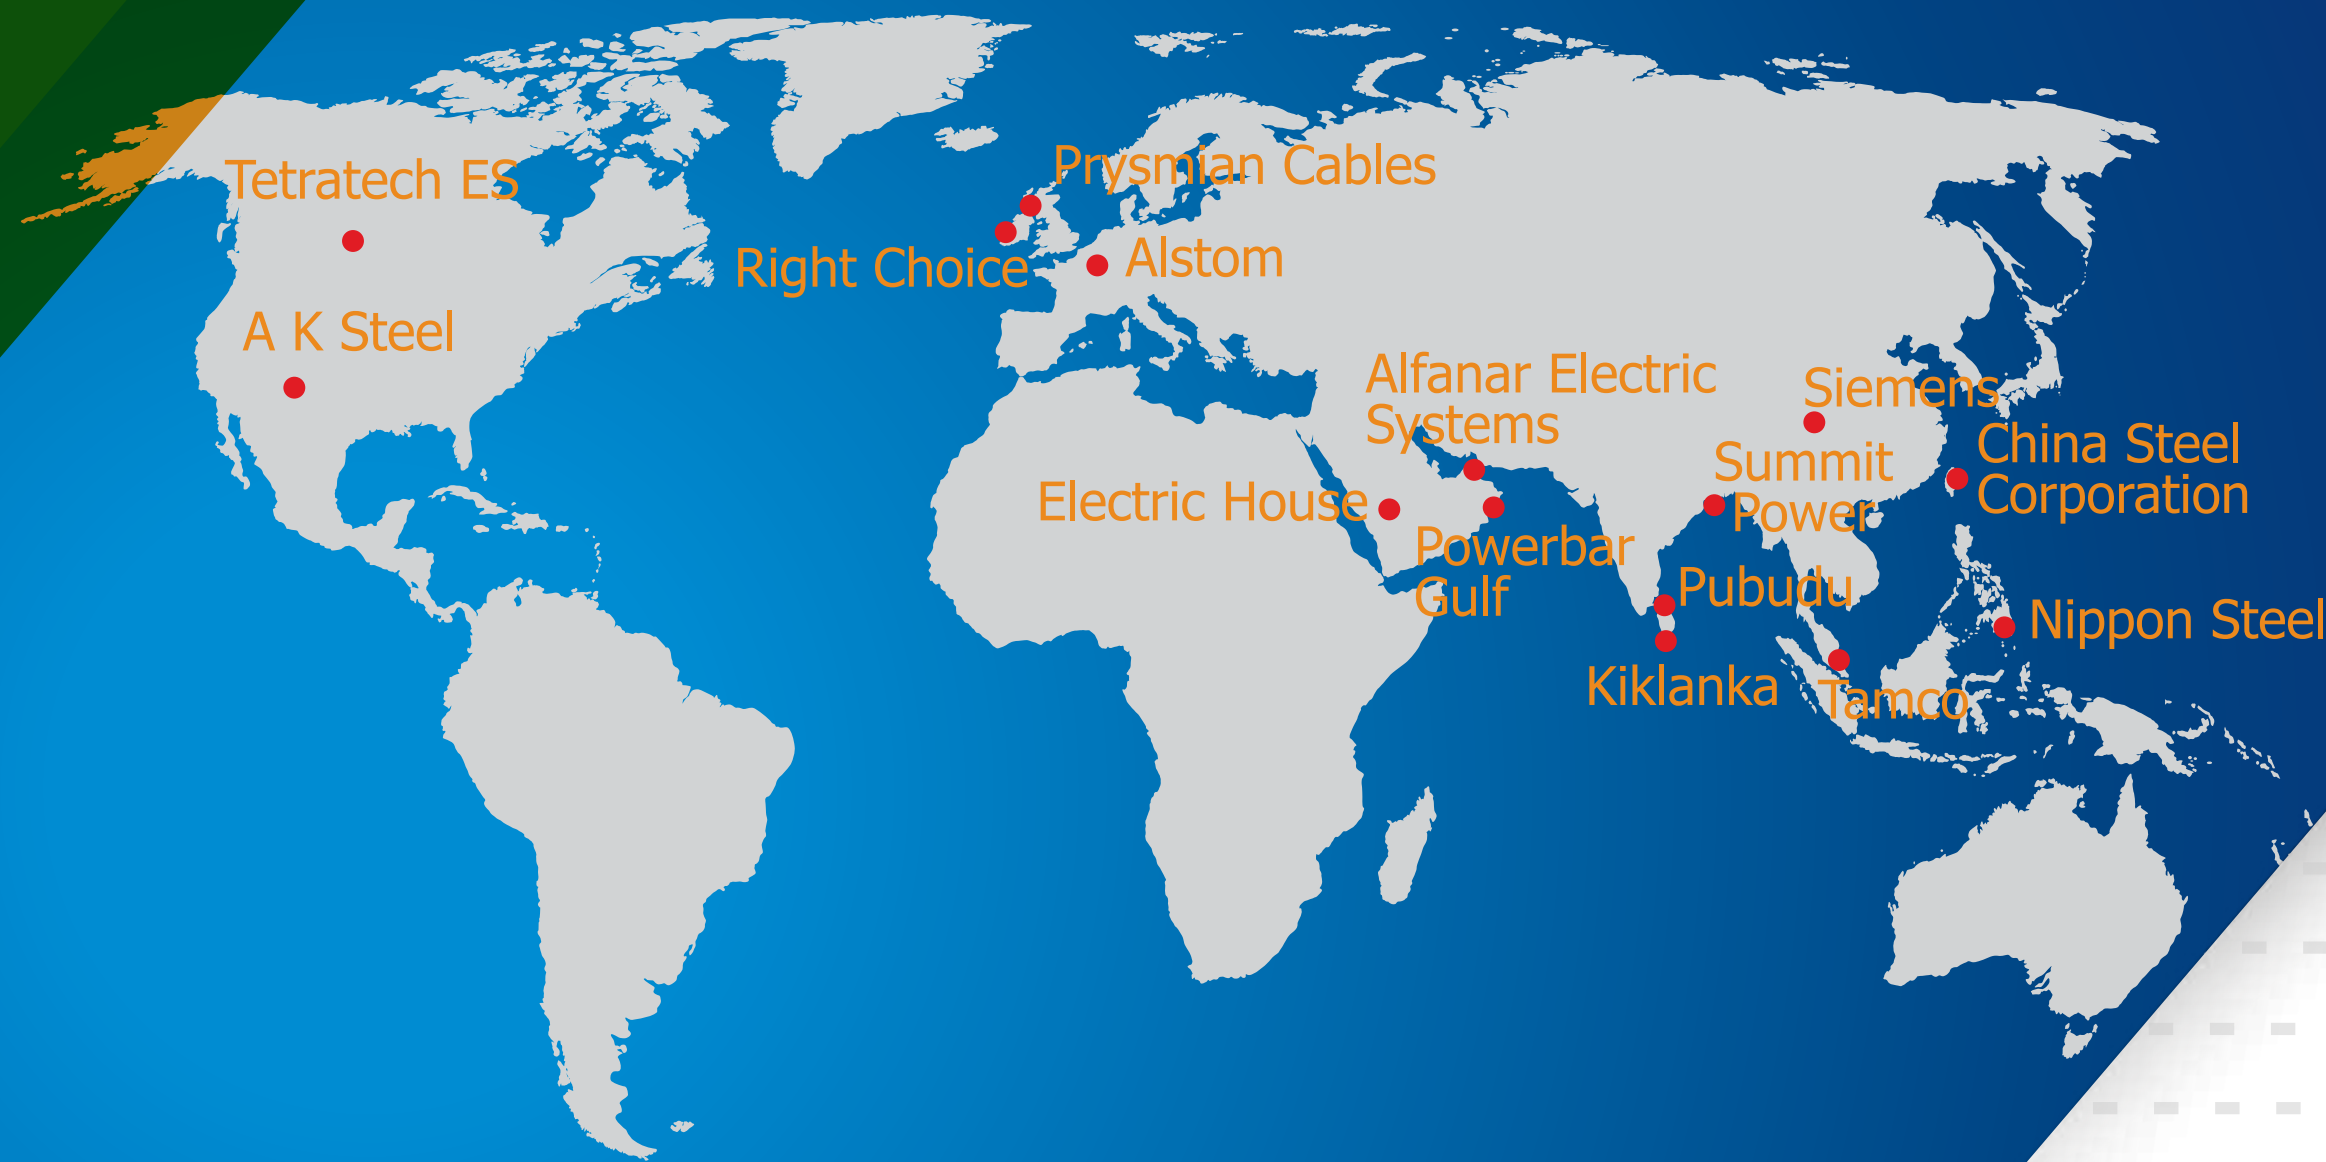 Prysmian Cables
Tetratech ES
Right Choice
Alstom
A K Steel
Alfanar Electric
Systems
Siemens
China Steel
Corporation
Summit
Power
Electric House
Powerbar
Gulf
Pubudu
Nippon Steel
Kiklanka
Tamco